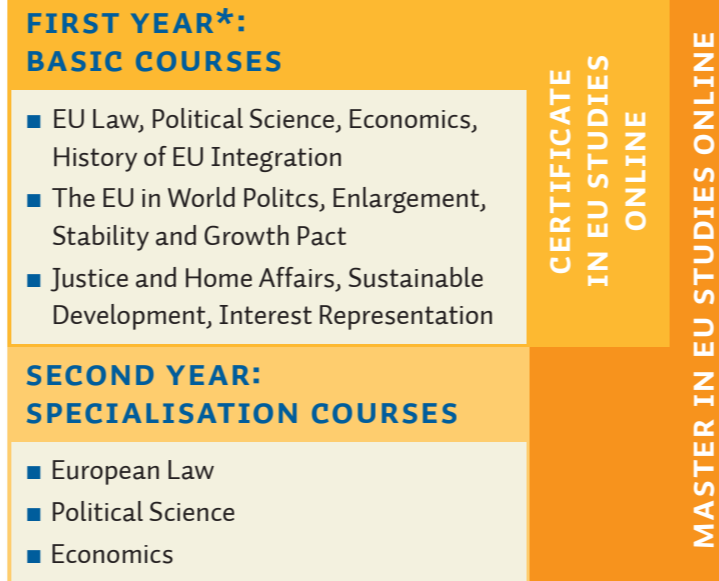 FIRST YEAR*:
BASIC COURSES
■ EU Law, Political Science, Economics,
History of EU Integration
■ The EU in World Politcs, Enlargement,
Stability and Growth Pact
■ Justice and Home Affairs, Sustainable
Development, Interest Representation
SECOND YEAR:
SPECIALISATION COURSES
■ European Law
■ Political Science
■ Economics
CERTIFICATE
IN EU STUDIES
ONLINE
MASTER IN EU STUDIES ONLINE